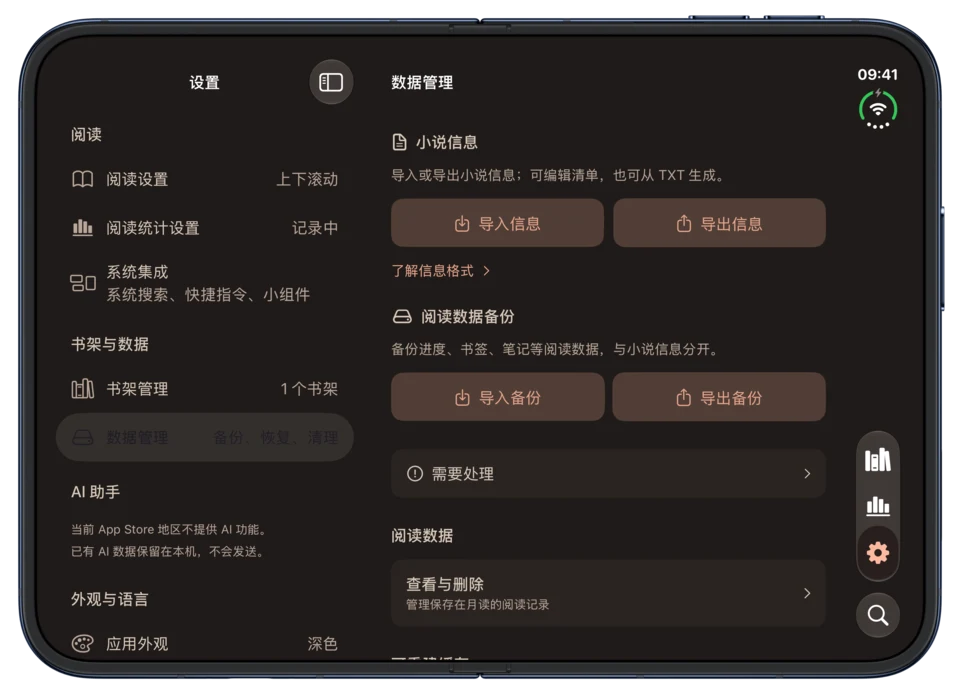 设置
阅读
阅读设置 上下滚动
阅读统计设置 记录中
系统集成
系统搜索、快捷指令、小组件
书架与数据
书架管理 1个书架
数据管理 备份、恢复、清理
AI 助手
当前 App Store 地区不提供 AI 功能。
已有 AI 数据保留在本机，不会发送。
外观与语言
应用外观 深色
数据管理
小说信息
导入或导出小说信息；可编辑清单，也可从 TXT 生成。
导入信息 导出信息
了解信息格式
阅读数据备份
备份进度、书签、笔记等阅读数据，与小说信息分开。
导入备份 导出备份
需要处理
阅读数据
查看与删除
管理保存在月读的阅读记录
09:41